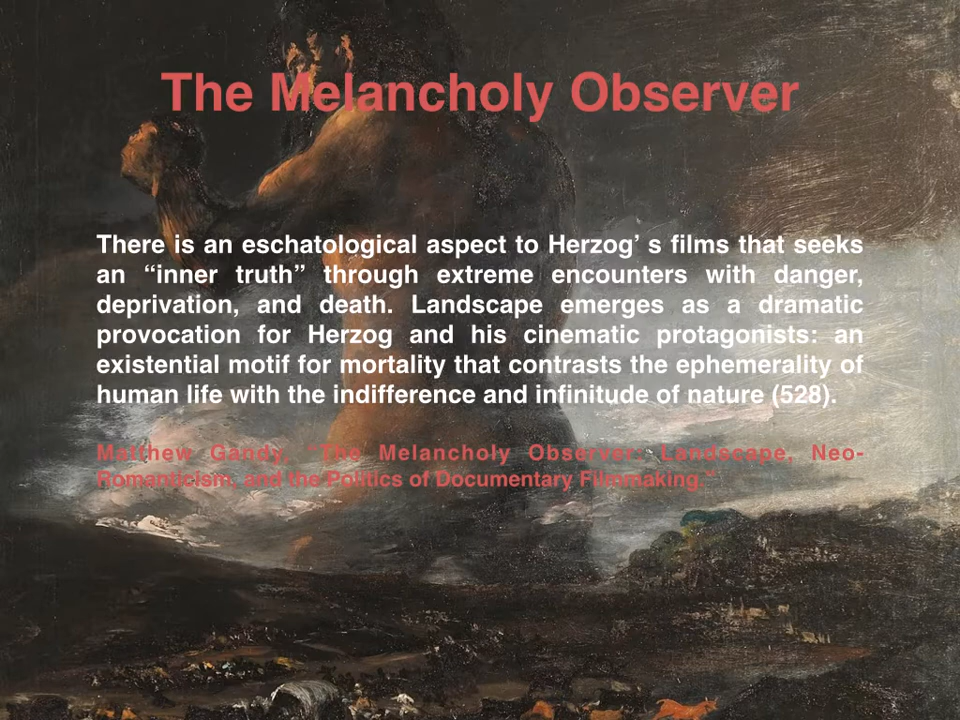 The Melancholy Observer
There is an eschatological aspect to Herzog’ s films that seeks
an “inner truth” through extreme encounters with danger,
deprivation, and death. Landscape emerges as a dramatic
provocation for Herzog and his cinematic protagonists: an
existential motif for mortality that contrasts the ephemerality of
human life with the indifference and infinitude of nature (528).
Matthew Gandy, “The Melancholy Observer: Landscape, Neo-
Romanticism, and the Politics of Documentary Filmmaking.”